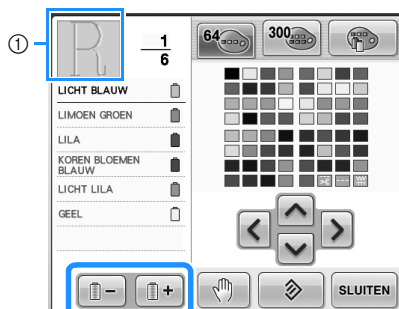 ①
R
1
6
64
300
LICHT BLAUW
LIMOEN GROEN
LILA
KOREN BLOEMEN
BLAUW
LICHT LILA
GEEL
- +
SLUITEN